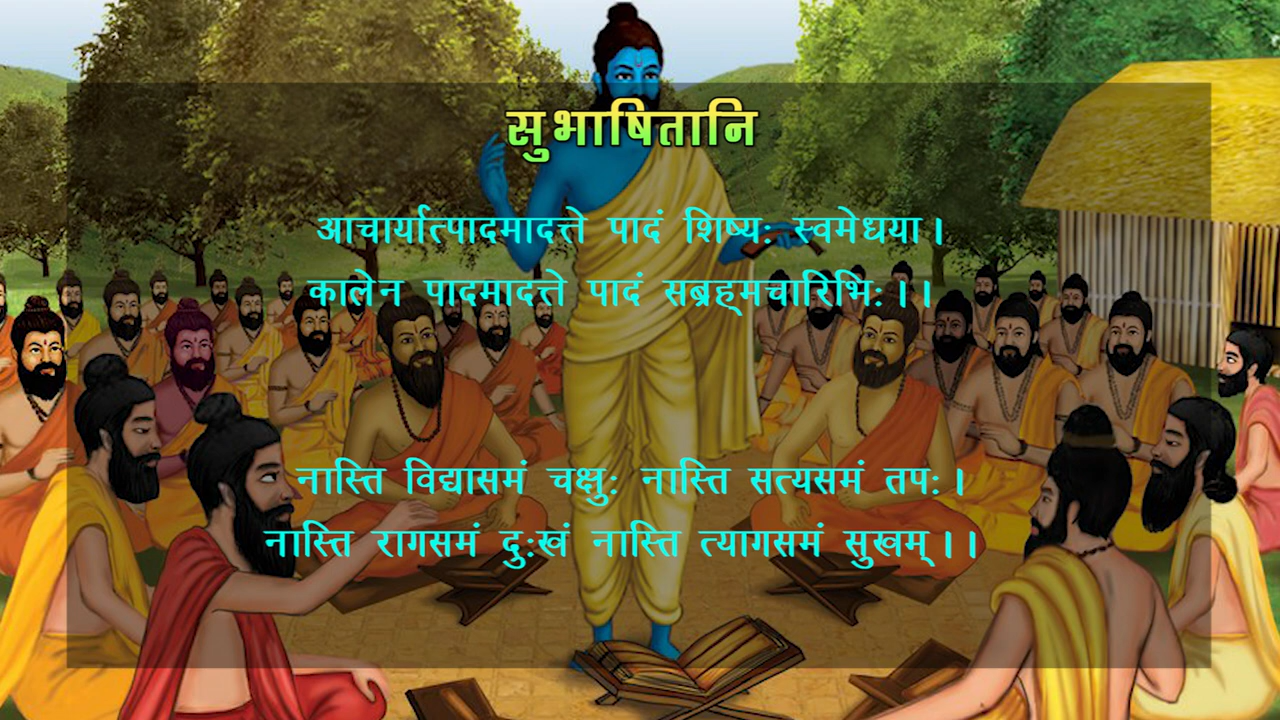 सुभाषितानि
आचार्यात्पादमादत्ते पादं शिष्यः स्वमेधया।
कालेन पादमादत्ते पादं सब्रह्मचारिभिः।।
नास्ति विद्यासमं चक्षुः नास्ति सत्यसमं तपः।
नास्ति रागसमं दुःखं नास्ति त्यागसमं सुखम्।।